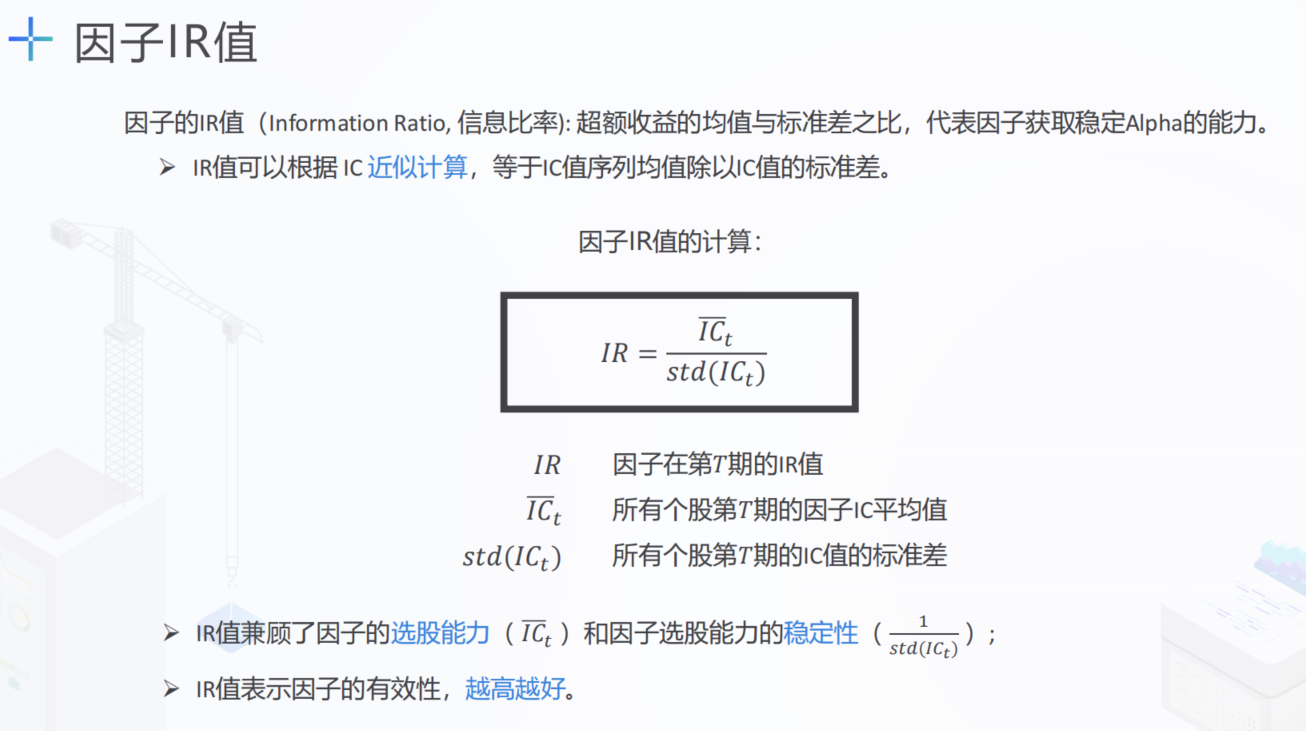 因子IR值
因子的IR值（Information Ratio, 信息比率): 超额收益的均值与标准差之比，代表因子获取稳定Alpha的能力。
➢ IR值可以根据 IC 近似计算，等于IC值序列均值除以IC值的标准差。
因子IR值的计算：
$IR = \frac{\overline{IC}_t}{std(IC_t)}$
$IR$ 因子在第$T$期的IR值
$\overline{IC}_t$ 所有个股第$T$期的因子IC平均值
$std(IC_t)$ 所有个股第$T$期的IC值的标准差
➢ IR值兼顾了因子的选股能力（$\overline{IC}_t$）和因子选股能力的稳定性（$\frac{1}{std(IC_t)}$）;
➢ IR值表示因子的有效性，越高越好。